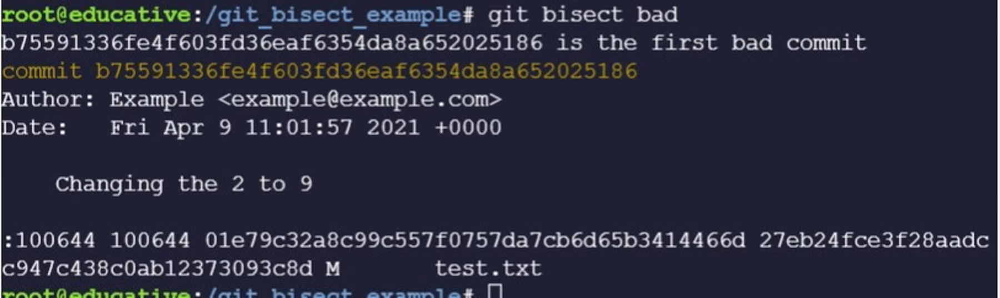 root@educative:/git_bisect_example# git bisect bad
b75591336fe4f603fd36eaf6354da8a652025186 is the first bad commit
commit b75591336fe4f603fd36eaf6354da8a652025186
Author: Example <example@example.com>
Date:   Fri Apr 9 11:01:57 2021 +0000
    Changing the 2 to 9
:100644 100644 01e79c32a8c99c557f0757da7cb6d65b3414466d 27eb24fce3f28aadc
c947c438c0ab12373093c8d M       test.txt
root@educative:/git_bisect_example#